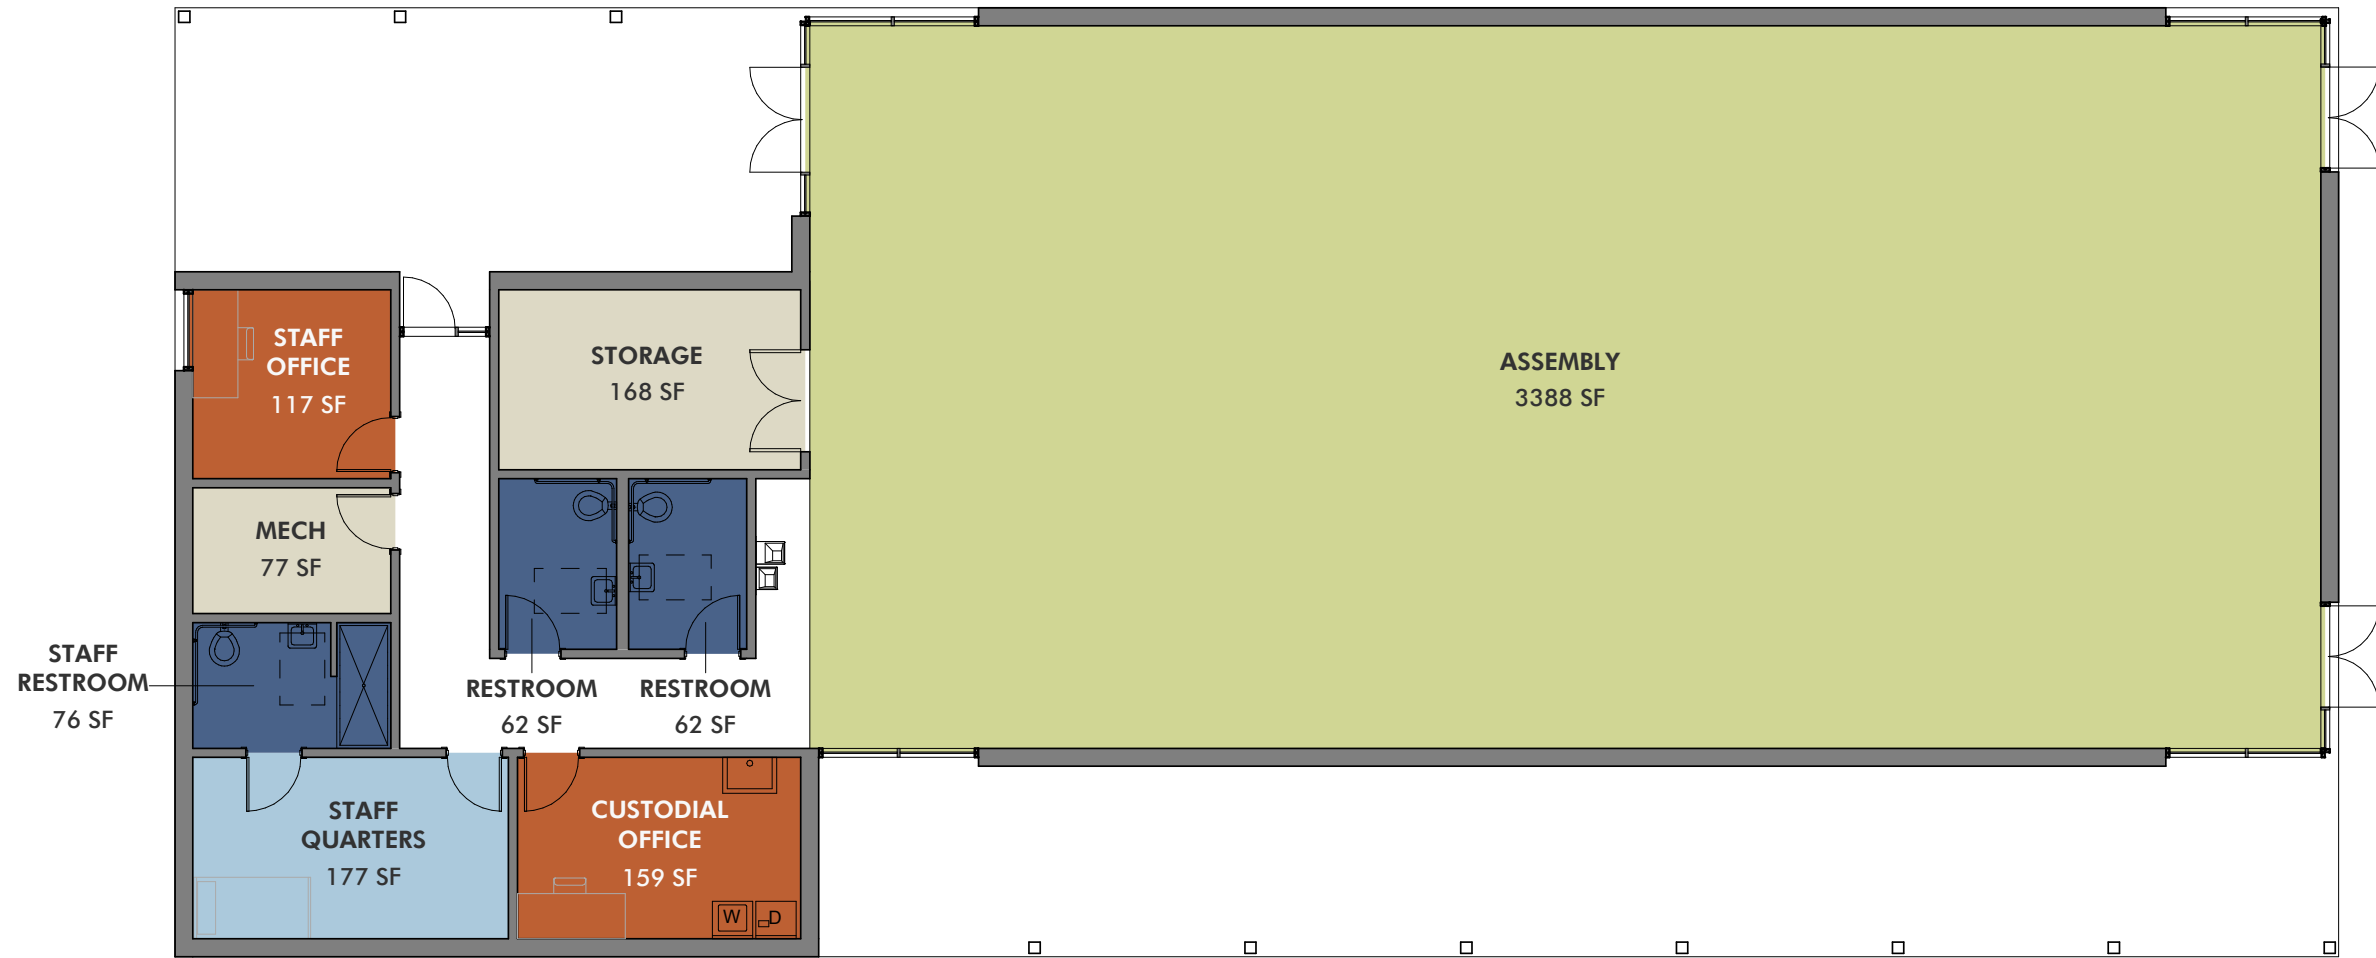 STAFF
OFFICE
117 SF
STORAGE
168 SF
ASSEMBLY
3388 SF
MECH
77 SF
STAFF
RESTROOM
76 SF
RESTROOM
62 SF
RESTROOM
62 SF
STAFF
QUARTERS
177 SF
CUSTODIAL
OFFICE
159 SF
W
D